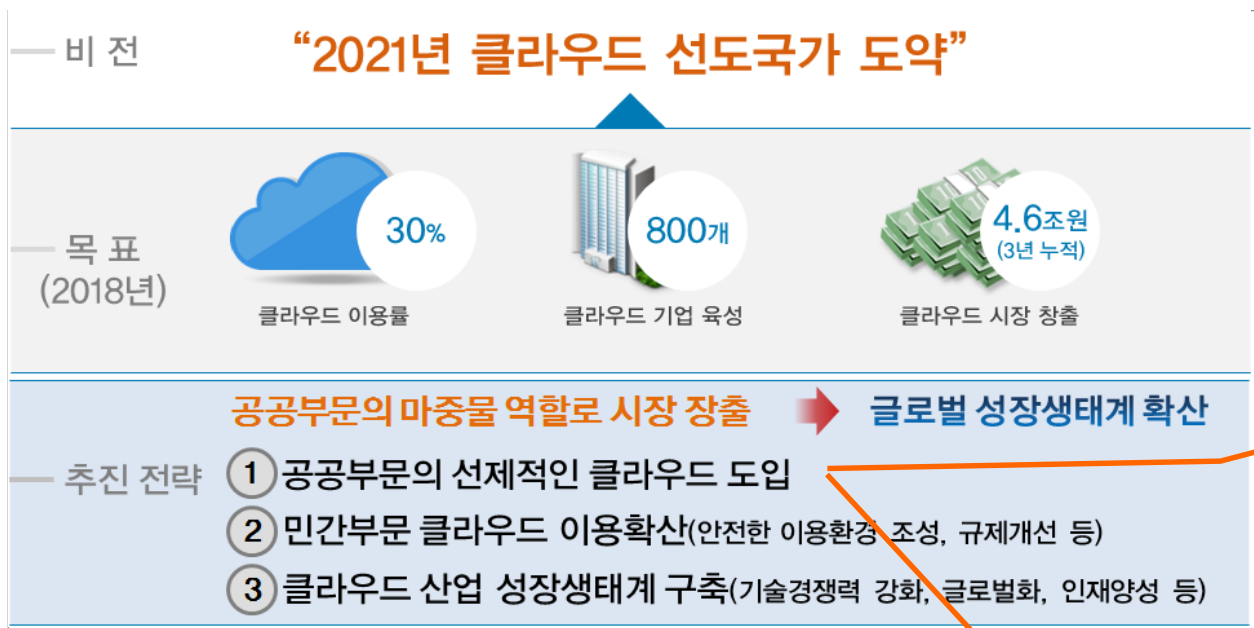 비 전
“2021년 클라우드 선도국가 도약”
목 표
(2018년)
30%
클라우드 이용률
800개
클라우드 기업 육성
4.6조원
(3년 누적)
클라우드 시장 창출
추진 전략
공공부문의 마중물 역할로 시장 장출 글로벌 성장생태계 확산
1 공공부문의 선제적인 클라우드 도입
2 민간부문 클라우드 이용확산(안전한 이용환경 조성, 규제개선 등)
3 클라우드 산업 성장생태계 구축(기술경쟁력 강화, 글로벌화, 인재양성 등)